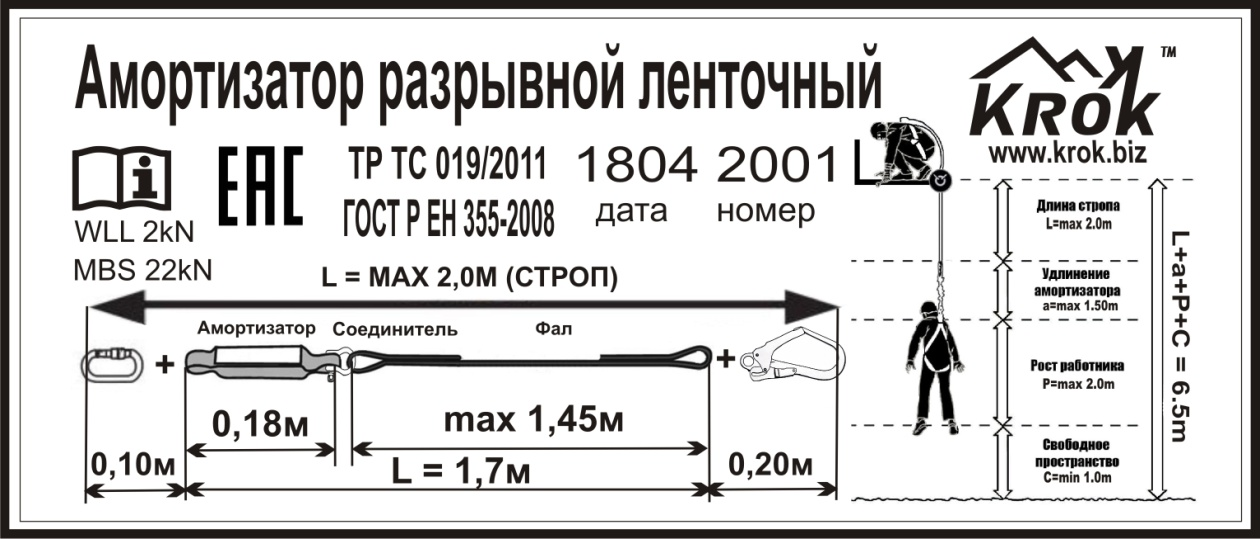 Амортизатор разрывной ленточный
KROK ™
www.krok.biz
EAC
ТР ТС 019/2011
ГОСТ Р ЕН 355-2008
1804 2001
дата номер
WLL 2kN
MBS 22kN
L = MAX 2,0М (СТРОП)
Амортизатор Соединитель Фал
+ +
0,18м
max 1,45м
0,10м
L = 1,7м
0,20м
L
Длина стропа
L=max 2.0m
Удлинение
амортизатора
a=max 1.50m
Рост работника
P=max 2.0m
Свободное
пространство
C=min 1.0m
L+a+P+C = 6.5m